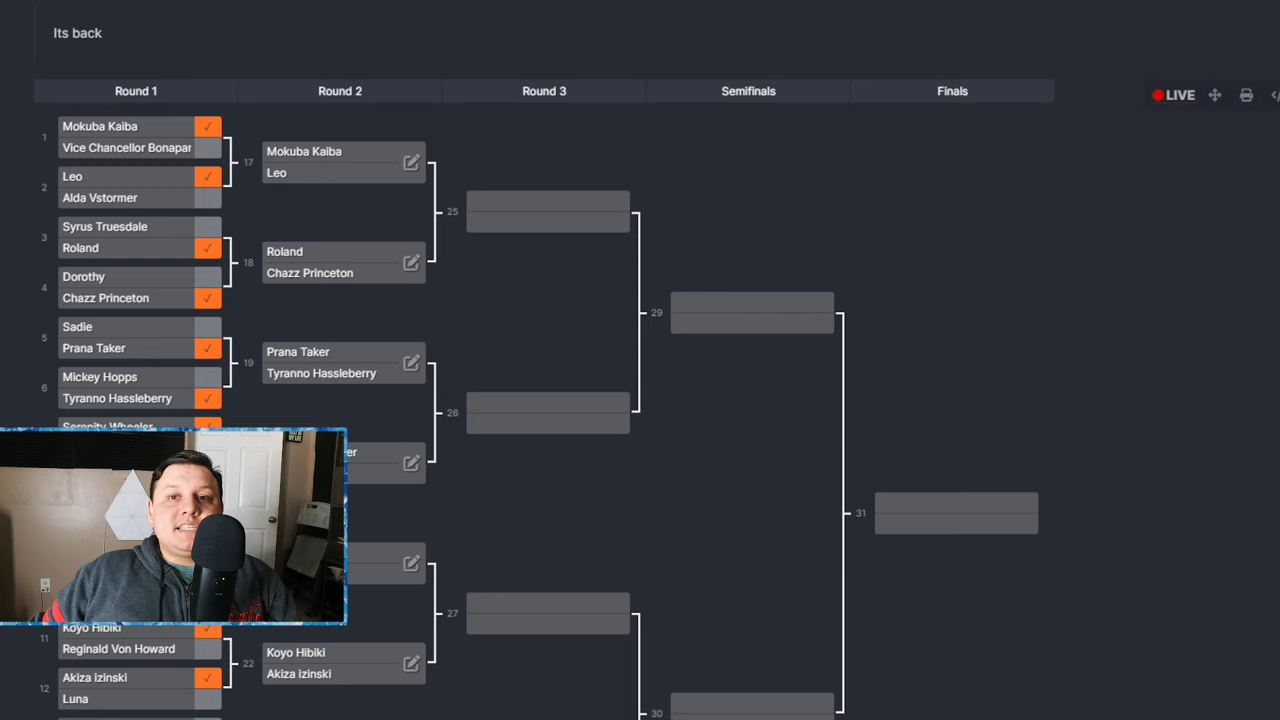 Its back
Round 1
Round 2
Round 3
Semifinals
Finals
LIVE
1
Mokuba Kaiba
Vice Chancellor Bonapar
2
Leo
Alda Vstormer
3
Syrus Truesdale
Roland
4
Dorothy
Chazz Princeton
5
Sadie
Prana Taker
6
Mickey Hopps
Tyranno Hassleberry
Serenity Wheeler
11
Koyo Hibiki
Reginald Von Howard
12
Akiza izinski
Luna
17
Mokuba Kaiba
Leo
18
Roland
Chazz Princeton
19
Prana Taker
Tyranno Hassleberry
er
22
Koyo Hibiki
Akiza izinski
25
26
27
29
30
31